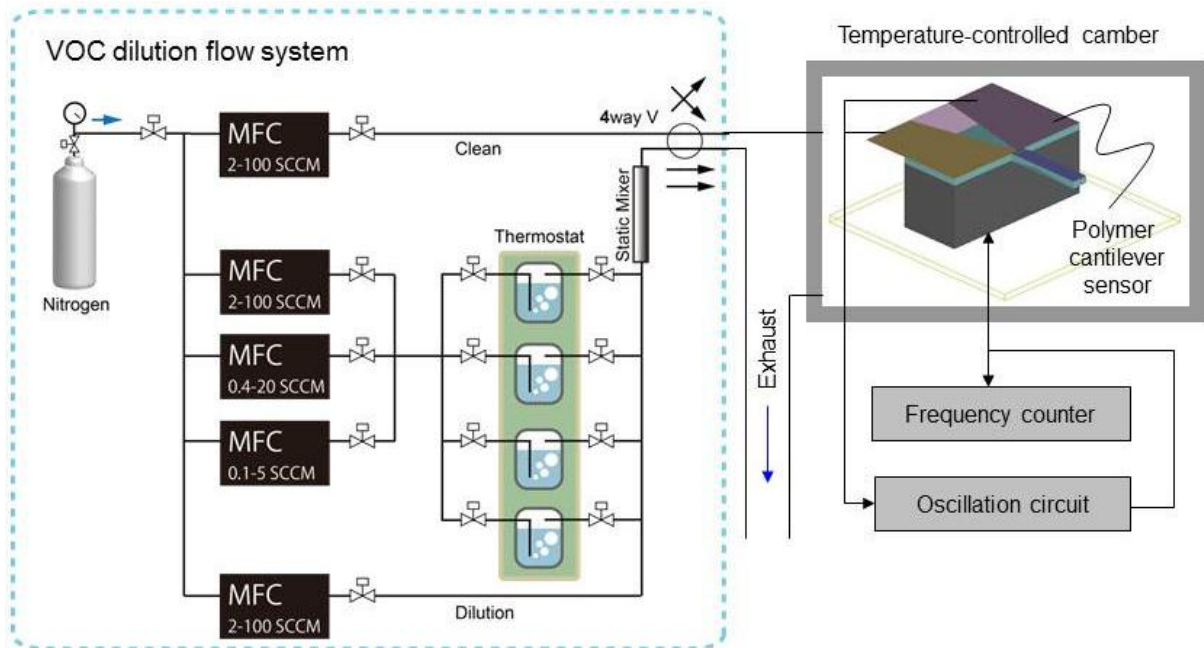 VOC dilution flow system
Temperature-controlled camber
MFC
2-100 SCCM
Clean
4way V
Static Mixer
Nitrogen
Thermostat
MFC
2-100 SCCM
MFC
0.4-20 SCCM
MFC
0.1-5 SCCM
MFC
2-100 SCCM
Dilution
Exhaust
Polymer
cantilever
sensor
Frequency counter
Oscillation circuit